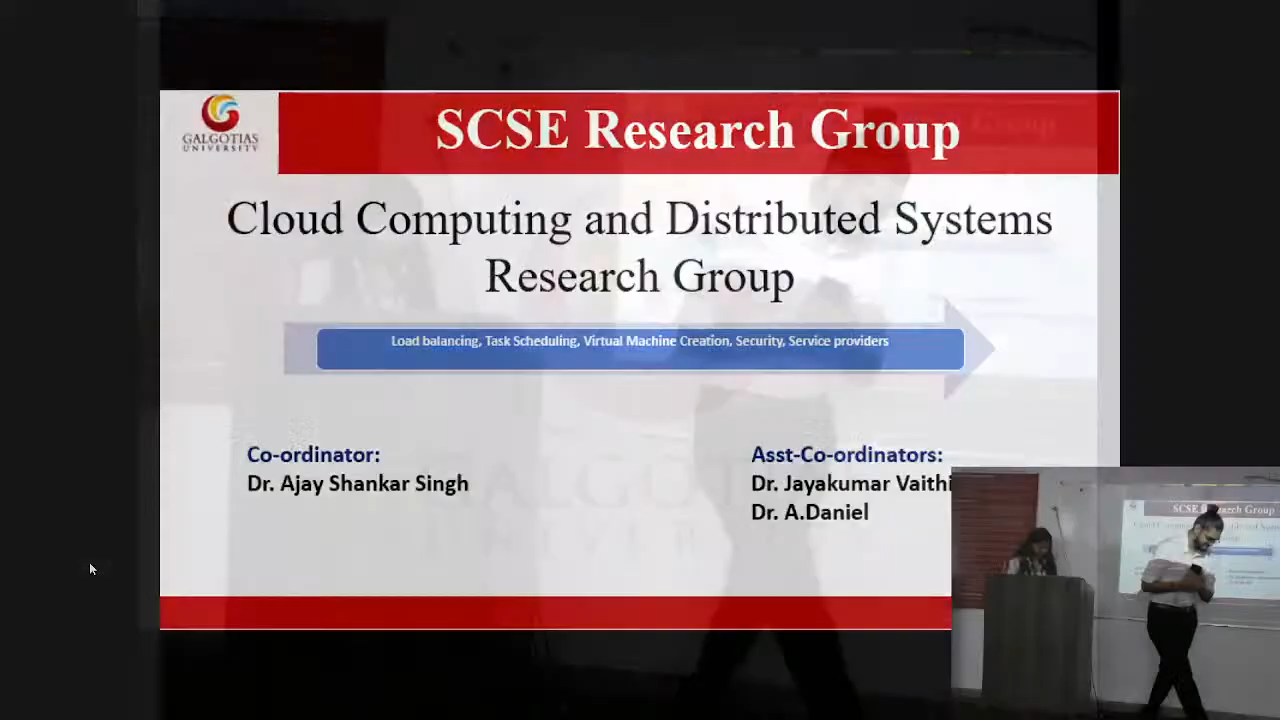 GALGOTIAS
UNIVERSITY
SCSE Research Group
Cloud Computing and Distributed Systems
Research Group
Load balancing, Task Scheduling, Virtual Machine Creation, Security, Service providers
Co-ordinator:
Dr. Ajay Shankar Singh
Asst-Co-ordinators:
Dr. Jayakumar Vaithi
Dr. A.Daniel
SCSE Research Group